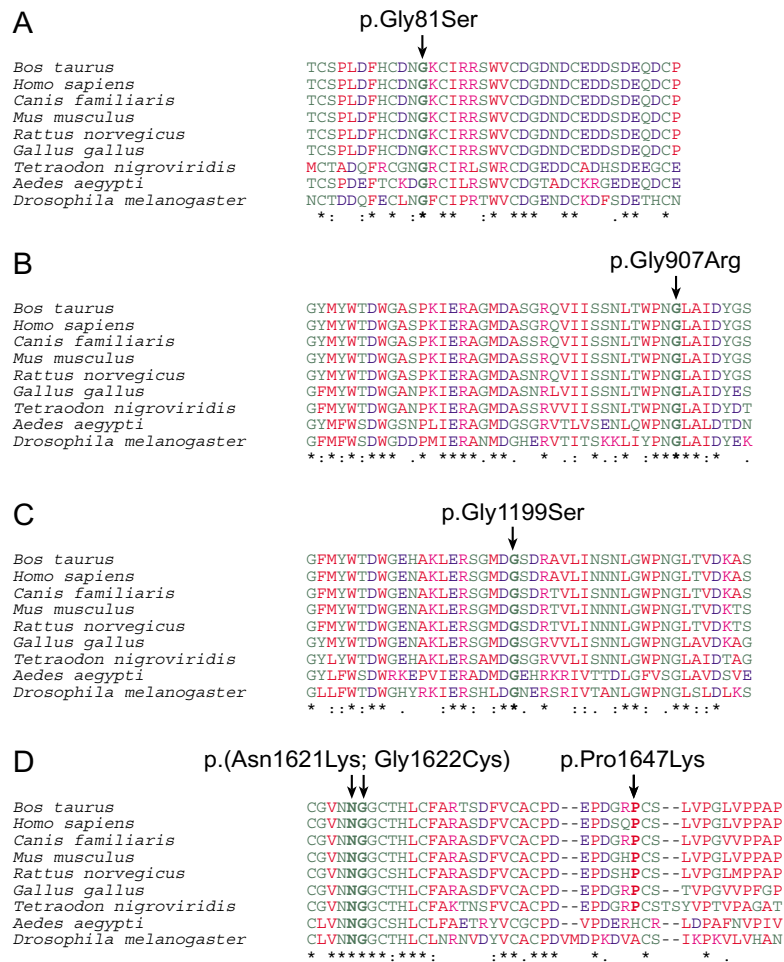 A
p.Gly81Ser
Bos taurus TCSPLDFHCDNGKCIRRSWVCDGDNDCEDDSDEQDCP
Homo sapiens TCSPLDFHCDNGKCIRRSWVCDGDNDCEDDSDEQDCP
Canis familiaris TCSPLDFHCDNGKCIRRSWVCDGDNDCEDDSDEQDCP
Mus musculus TCSPLDFHCDNGKCIRRSWVCDGDNDCEDDSDEQDCP
Rattus norvegicus TCSPLDFHCDNGKCIRRSWVCDGDNDCEDDSDEQDCP
Gallus gallus TCSPLDFHCDNGKCIRRSWVCDGDNDCEDDSDEQDCP
Tetraodon nigroviridis MCTADQFRCGNGRCIRLSWRCDGEDDCADHSDEEGCE
Aedes aegypti TCSPDEFTCKDGRCILRSWVCDGTADCKRGEDEQDCE
Drosophila melanogaster NCTDDQFECLNGFCIPRTWVCDGENDCKDFSDETHCN
*: :* * :* ** :* *** ** .** *
B
p.Gly907Arg
Bos taurus GYMYWTDWGASPKIERAGMDASGRQVIISSNLTWPNGLAIDYGS
Homo sapiens GYMYWTDWGASPKIERAGMDASGRQVIISSNLTWPNGLAIDYGS
Canis familiaris GYMYWTDWGASPKIERAGMDASGRQVIISSNLTWPNGLAIDYGS
Mus musculus GYMYWTDWGASPKIERAGMDASGRQVIISSNLTWPNGLAIDYGS
Rattus norvegicus GYMYWTDWGASPKIERAGMDASNRQVIISSNLTWPNGLAIDYGS
Gallus gallus GFMYWTDWGANPKIERAGMDASNRLVIISSNLTWPNGLAIDYES
Tetraodon nigroviridis GFMYWTDWGANPKIERAGMDASSRVVIISSNLTWPNGLAIDYDT
Aedes aegypti GYMFWSDWGSNPLIERAGMDGSGRVTLVSENLQWPNGLALDTDN
Drosophila melanogaster GFMFWSDWGDDPMIERANMDGHERVTITSKKLIYPNGLAIDYEK
*:*:*:*** .* ****.**. * .: *.:* :*****:* .
C
p.Gly1199Ser
Bos taurus GFMYWTDWGEHAKLERSGMDGSDRAVLINSNLGWPNGLTVDKAS
Homo sapiens GFMYWTDWGENAKLERSGMDGSDRAVLINNNLGWPNGLTVDKAS
Canis familiaris GFMYWTDWGENAKLERSGMDGSDRTVLINNNLGWPNGLTVDKAS
Mus musculus GFMYWTDWGENAKLERSGMDGSDRTVLINNNLGWPNGLTVDKTS
Rattus norvegicus GFMYWTDWGENAKLERSGMDGSDRTVLINNNLGWPNGLTVDKTS
Gallus gallus GYMYWTDWGENAKLERSGMDGSGRVVLISNNLGWPNGLAVDKAG
Tetraodon nigroviridis GYLYWTDWGEHAKLERSAMDGSGRVVLISNNLGWPNGLAIDTAG
Aedes aegypti GYLFWSDWRKEPVIERADMDGEHRKRIVTTDLGFVSGLAVDSVE
Drosophila melanogaster GLLFWTDWGHYRKIERSHLDGNERSRIVTANLGWPNGLSLDLKS
* ::*:** . :**: :**. * ::. :**: .**::*
D
p.(Asn1621Lys; Gly1622Cys)
p.Pro1647Lys
Bos taurus CGVNNGGCTHLCFARTSDFVCACPD--EPDGRPCS--LVPGLVPPAP
Homo sapiens CGVNNGGCTHLCFARASDFVCACPD--EPDSQPCS--LVPGLVPPAP
Canis familiaris CGVNNGGCTHLCFARASDFVCACPD--EPDGRPCS--LVPGLVPPAP
Mus musculus CGVNNGGCTHLCFARASDFVCACPD--EPDGHPCS--LVPGLMPPAP
Rattus norvegicus CGVNNGGCSHLCFARASDFVCACPD--EPDSHPCS--LVPGLVPPAP
Gallus gallus CGVNNGGCTHLCFARTSDFVCACPD--EPDGRPCS--TVPGVVPFGP
Tetraodon nigroviridis CGVNNGGCTHLCFAKTNSFVCACPD--EPDGRPCSTSYVPTVPAGAT
Aedes aegypti CLVNNGGCSHLCLFAETRYVCGCPD--VPDERHCR--LDPAFNVPIV
Drosophila melanogaster CLVNNGGCTHLCLNRNVDYVCACPDVMDPKDVACS--IKPKVLVHAN
* ******:***: :**.*** *. * * .